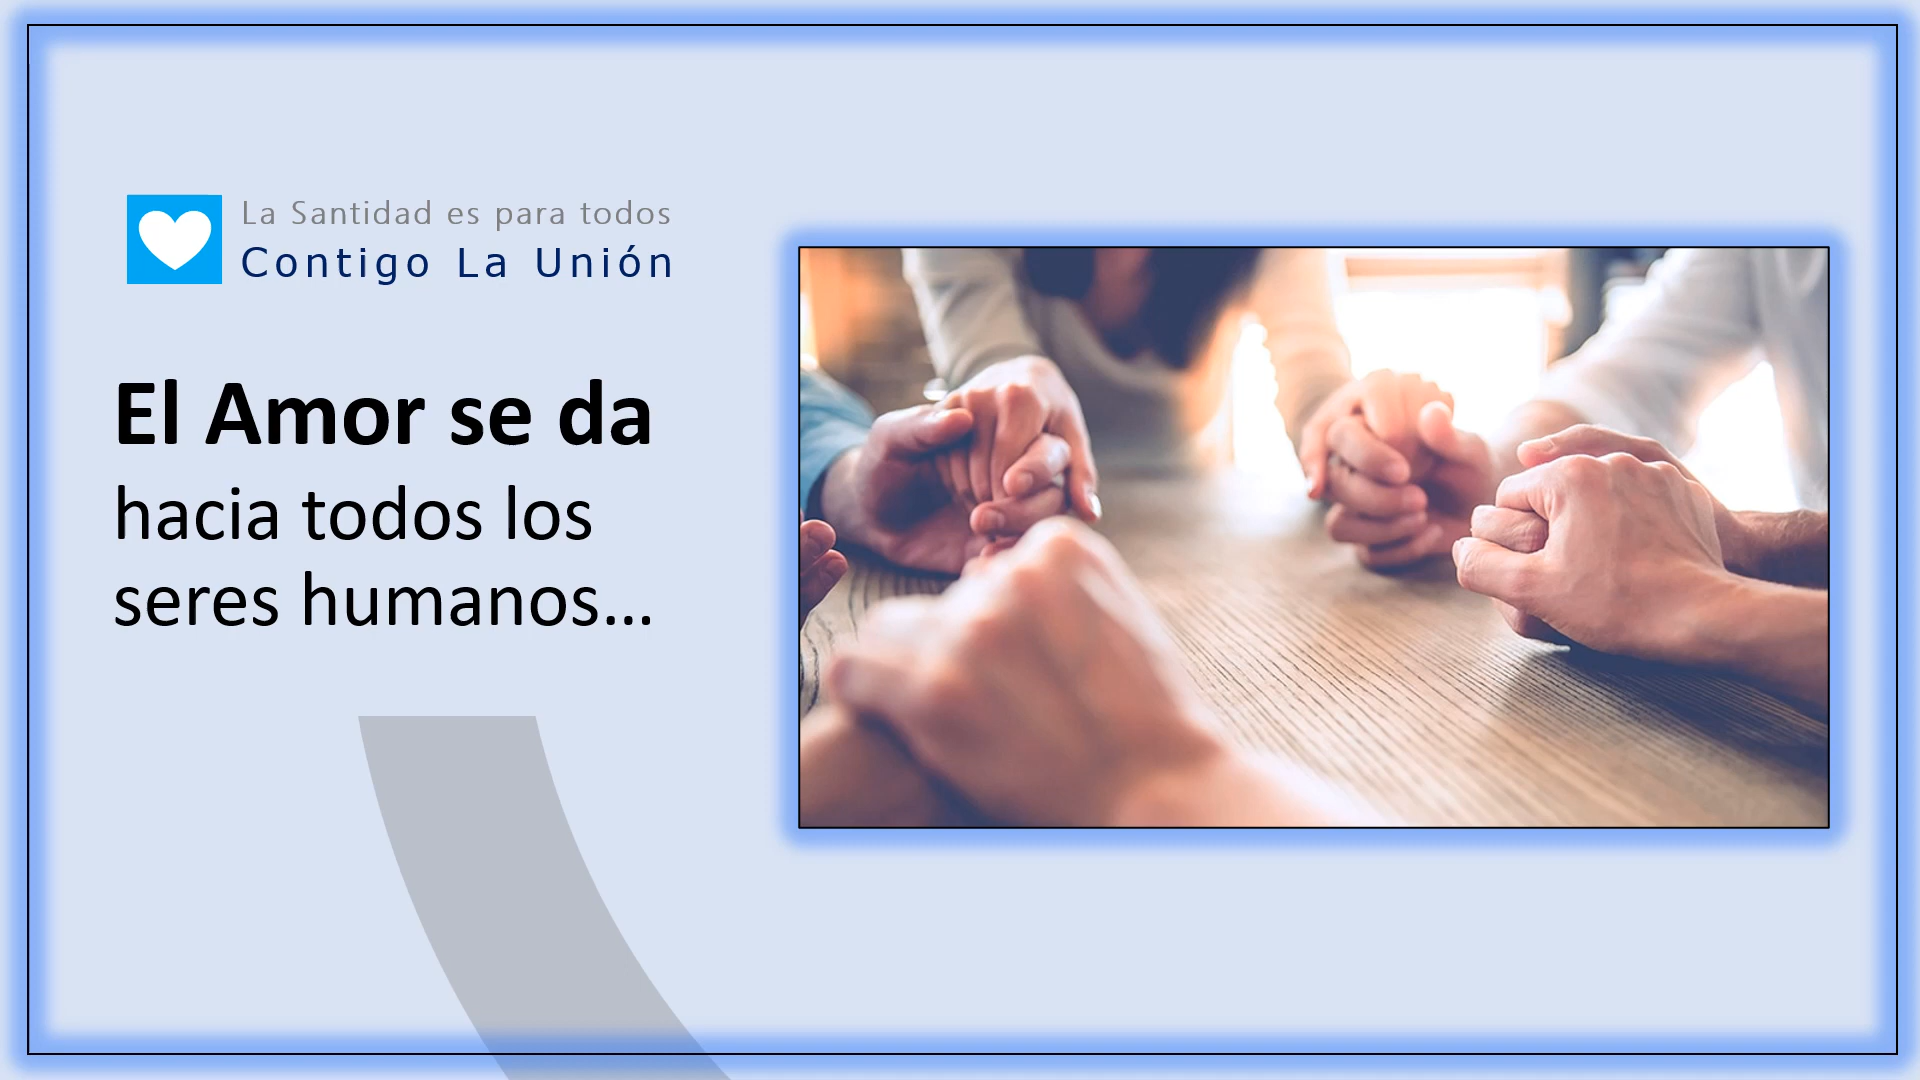 La Santidad es para todos
Contigo La Unión
El Amor se da
hacia todos los
seres humanos...